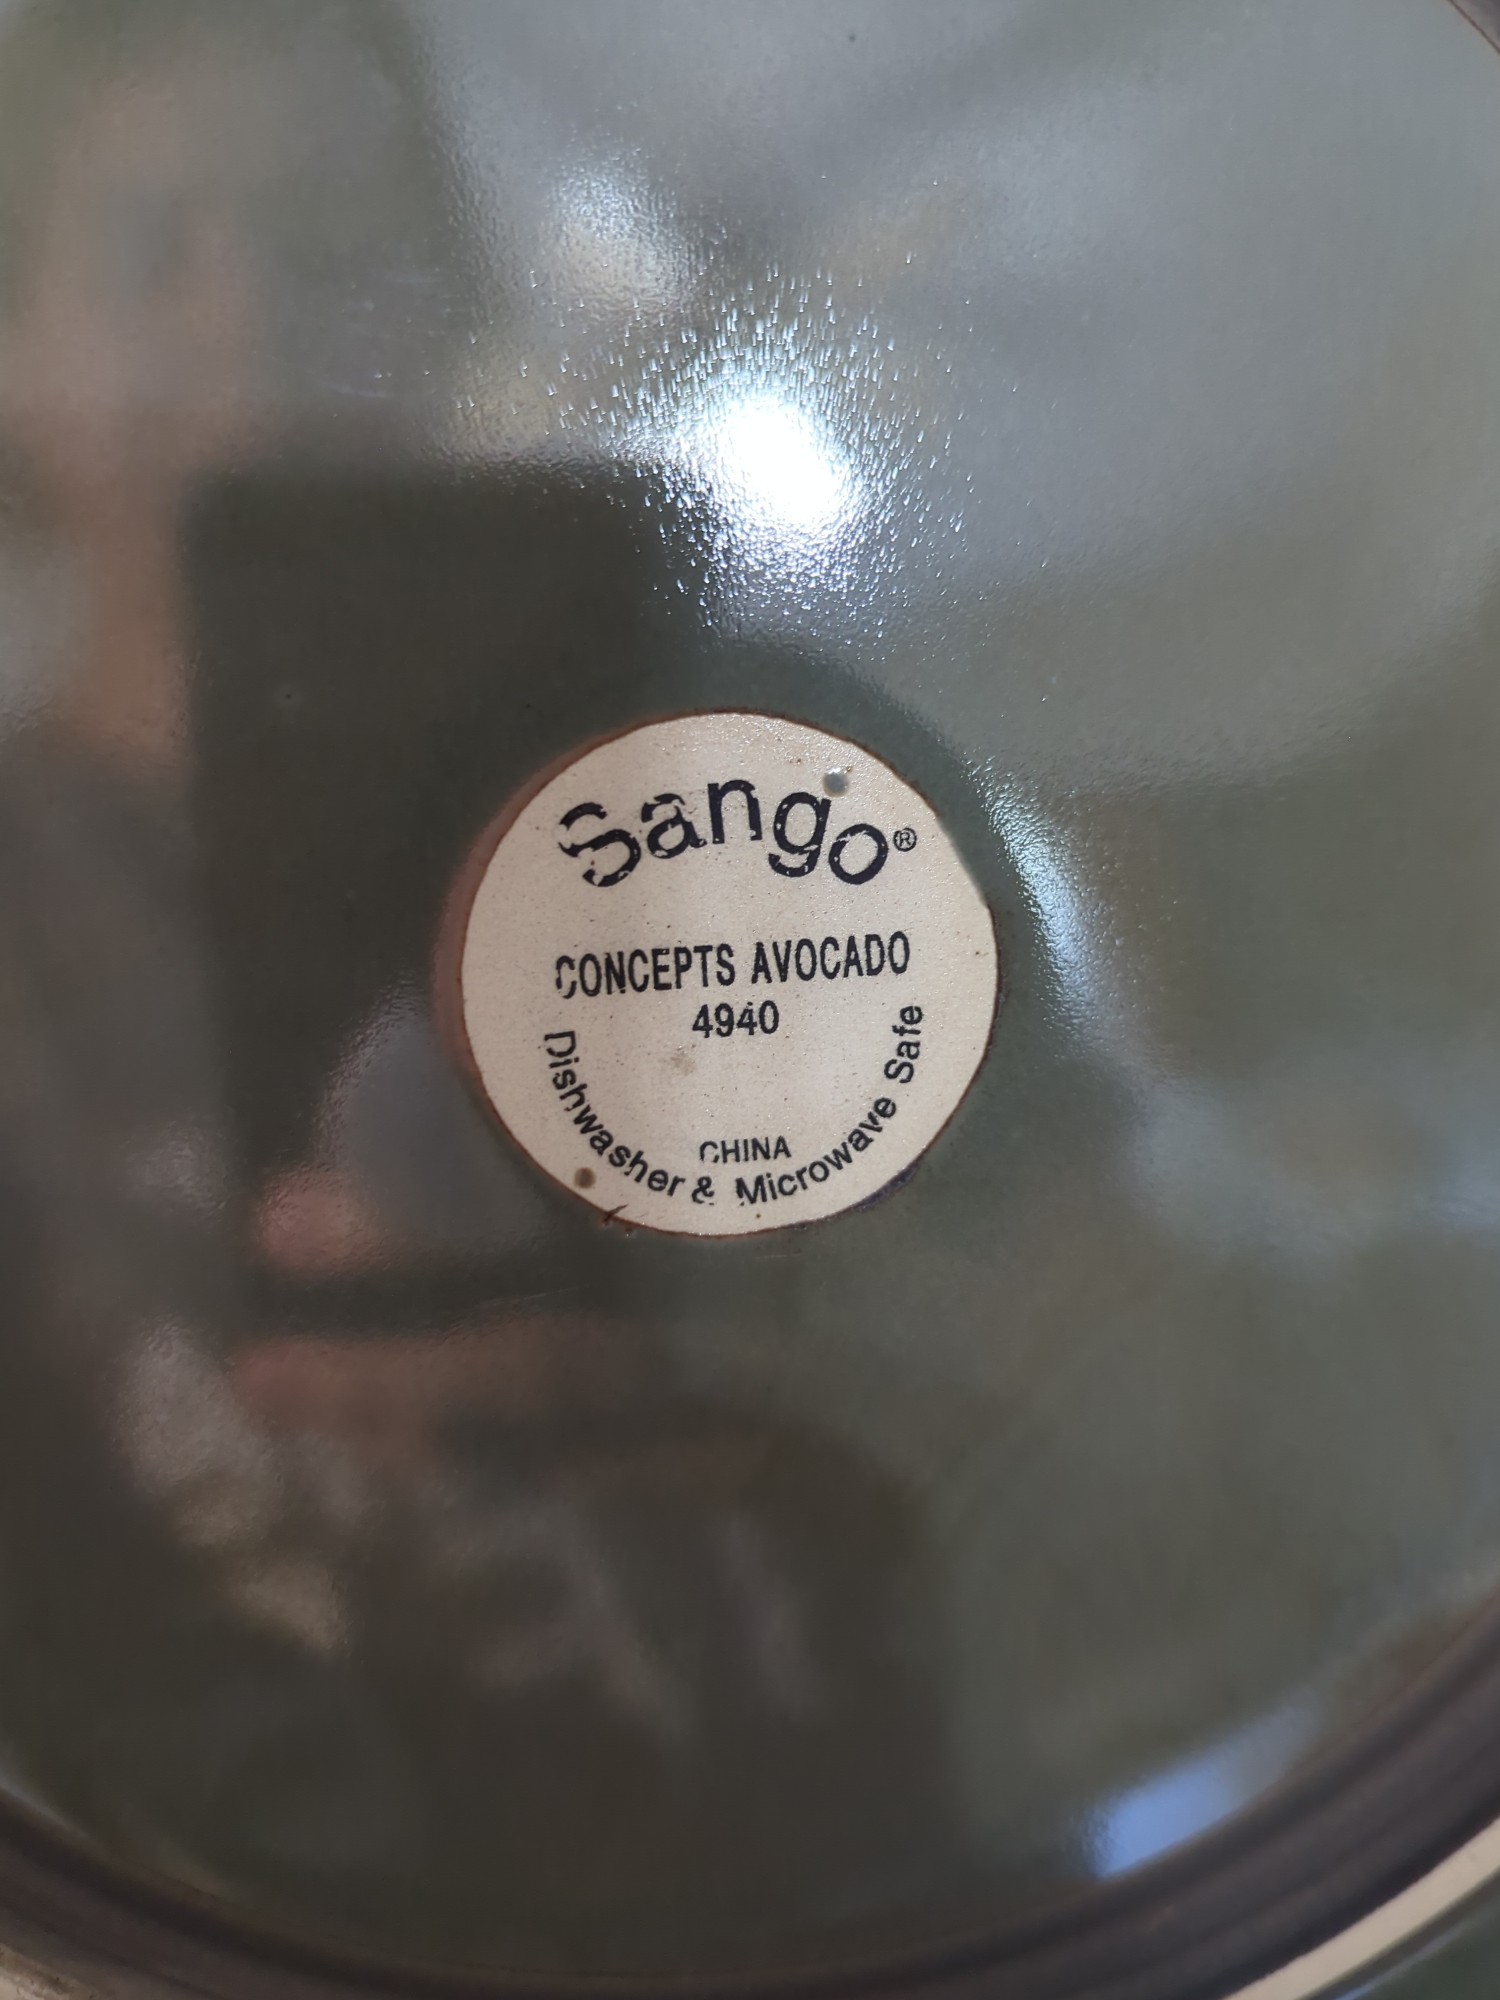 Sango®
CONCEPTS AVOCADO
4940
CHINA
Dishwasher & Microwave Safe